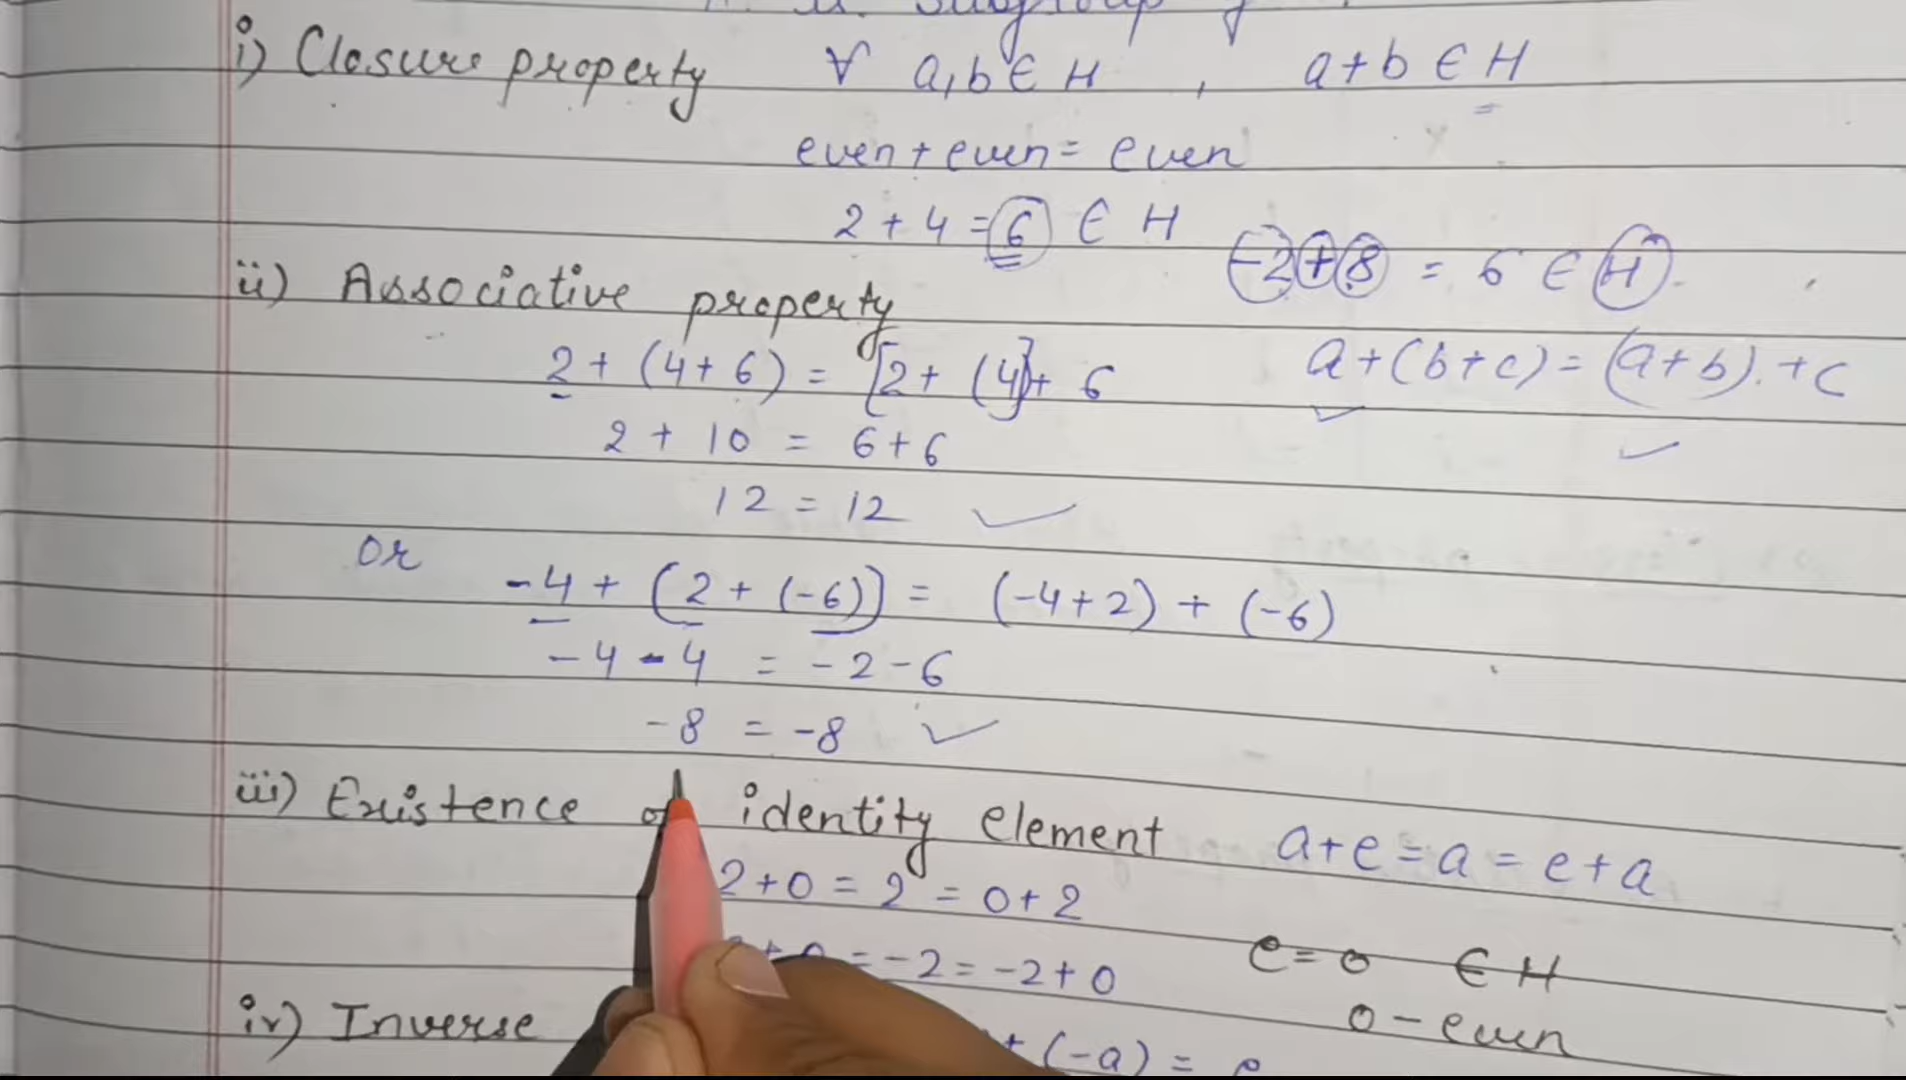 subgroup
i) Closure property ∀ a,b ∈ H , a+b ∈ H
even + even = even
2 + 4 = 6 ∈ H -2+8 = 6 ∈ H
ii) Associative property
2 + (4+6) = [2+ (4]+ 6 a+(b+c) = (a+b).+c
2 + 10 = 6+6
12 = 12 ✓
or
-4 + (2 + (-6)) = (-4+2) + (-6)
-4 - 4 = -2-6
-8 = -8 ✓
iii) Existence of identity element a+e = a = e+a
2+0 = 2 = 0+2
+0 = -2 = -2+0 e=0 ∈ H
0 - even
iv) Inverse + (-a) =